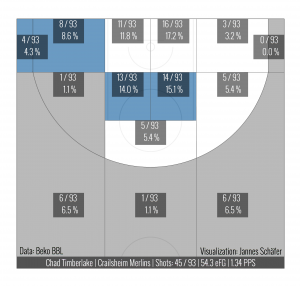 8 / 93 11 / 93 16 / 93 3 / 93
8.6 % 11.8 % 17.2 % 3.2 %
4 / 93 0 / 93
4.3 % 0.0 %
1 / 93 13 / 93 14 / 93 5 / 93
1.1 % 14.0 % 15.1 % 5.4 %
5 / 93
5.4 %
6 / 93 1 / 93 6 / 93
6.5 % 1.1 % 6.5 %
Data: Beko BBL Visualization: Jannes Schäfer
Chad Timberlake | Crailsheim Merlins | Shots: 45 / 93 | 54.3 eFG | 1.34 PPS